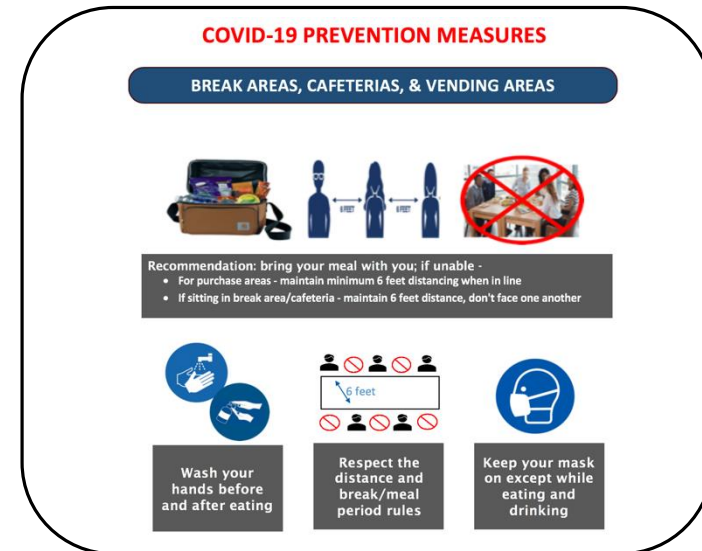 COVID-19 PREVENTION MEASURES
BREAK AREAS, CAFETERIAS, & VENDING AREAS
6 FEET
6 FEET
Recommendation: bring your meal with you; if unable -
• For purchase areas - maintain minimum 6 feet distancing when in line
• If sitting in break area/cafeteria - maintain 6 feet distance, don't face one another
6 feet
Wash your
hands before
and after eating
Respect the
distance and
break/meal
period rules
Keep your mask
on except while
eating and
drinking